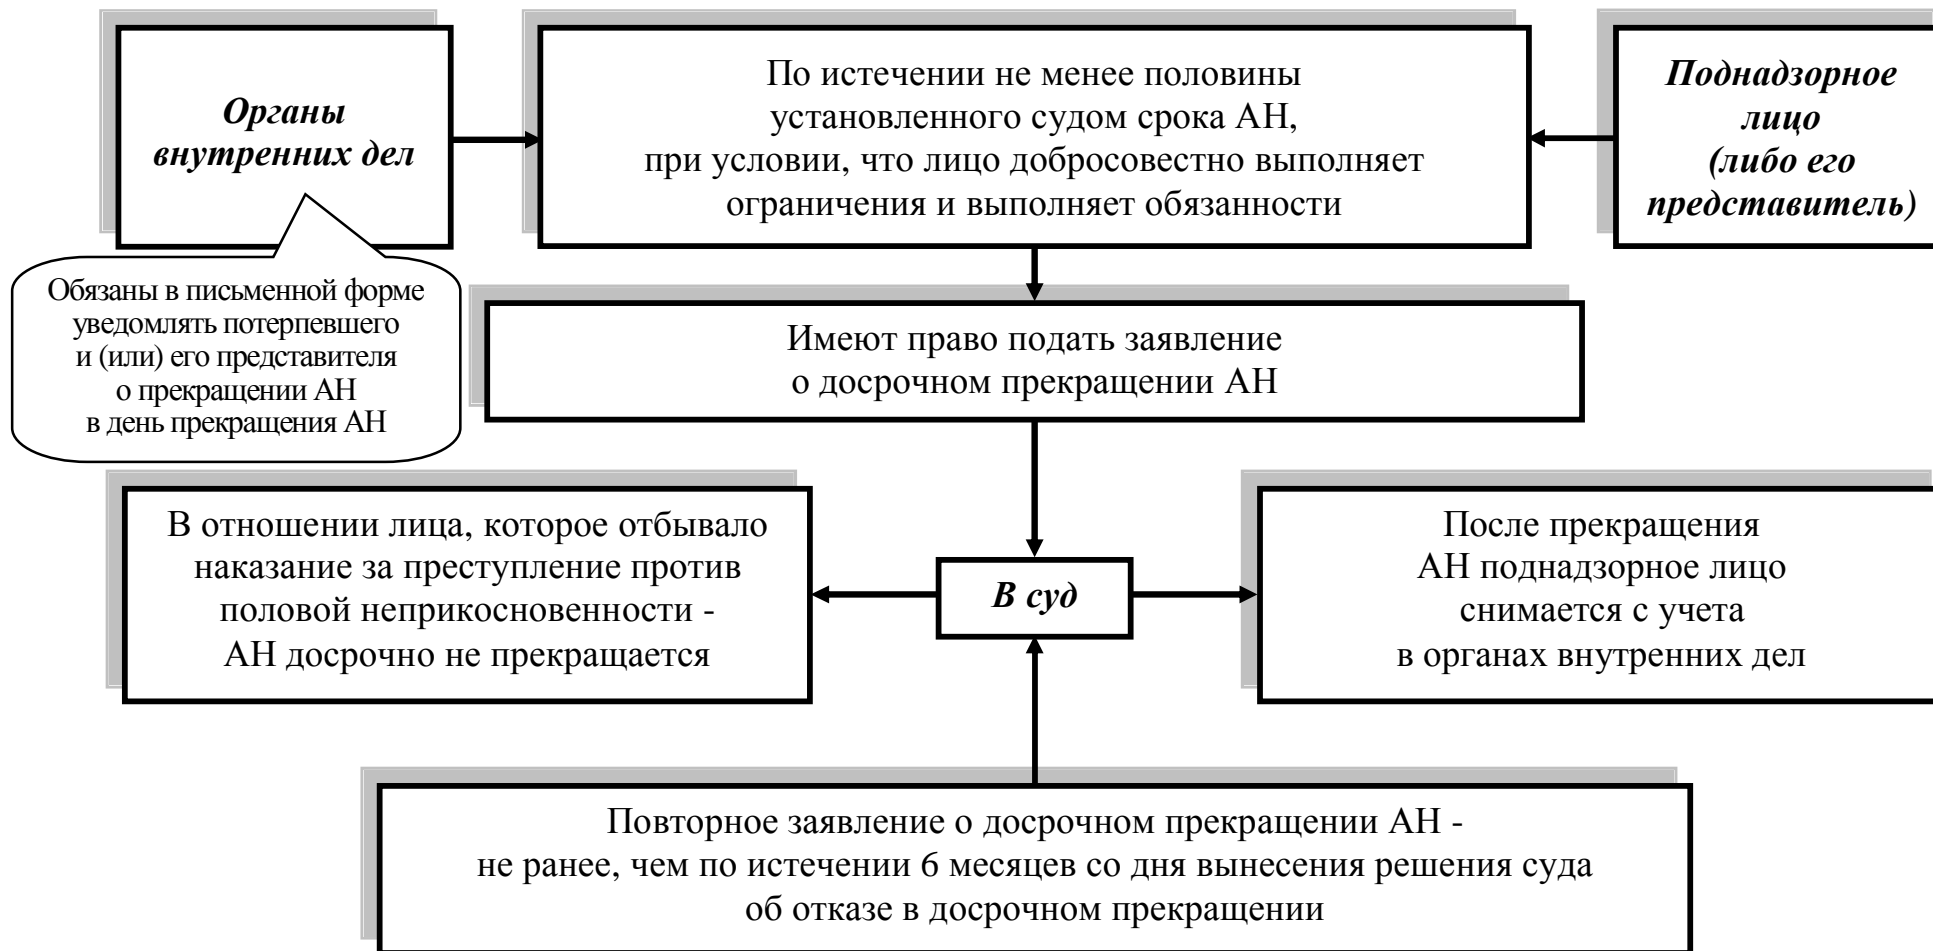 Органы
внутренних дел
По истечении не менее половины
установленного судом срока АН,
при условии, что лицо добросовестно выполняет
ограничения и выполняет обязанности
Поднадзорное
лицо
(либо его
представитель)
Обязаны в письменной форме
уведомлять потерпевшего
и (или) его представителя
о прекращении АН
в день прекращения АН
Имеют право подать заявление
о досрочном прекращении АН
В отношении лица, которое отбывало
наказание за преступление против
половой неприкосновенности -
АН досрочно не прекращается
В суд
После прекращения
АН поднадзорное лицо
снимается с учета
в органах внутренних дел
Повторное заявление о досрочном прекращении АН -
не ранее, чем по истечении 6 месяцев со дня вынесения решения суда
об отказе в досрочном прекращении